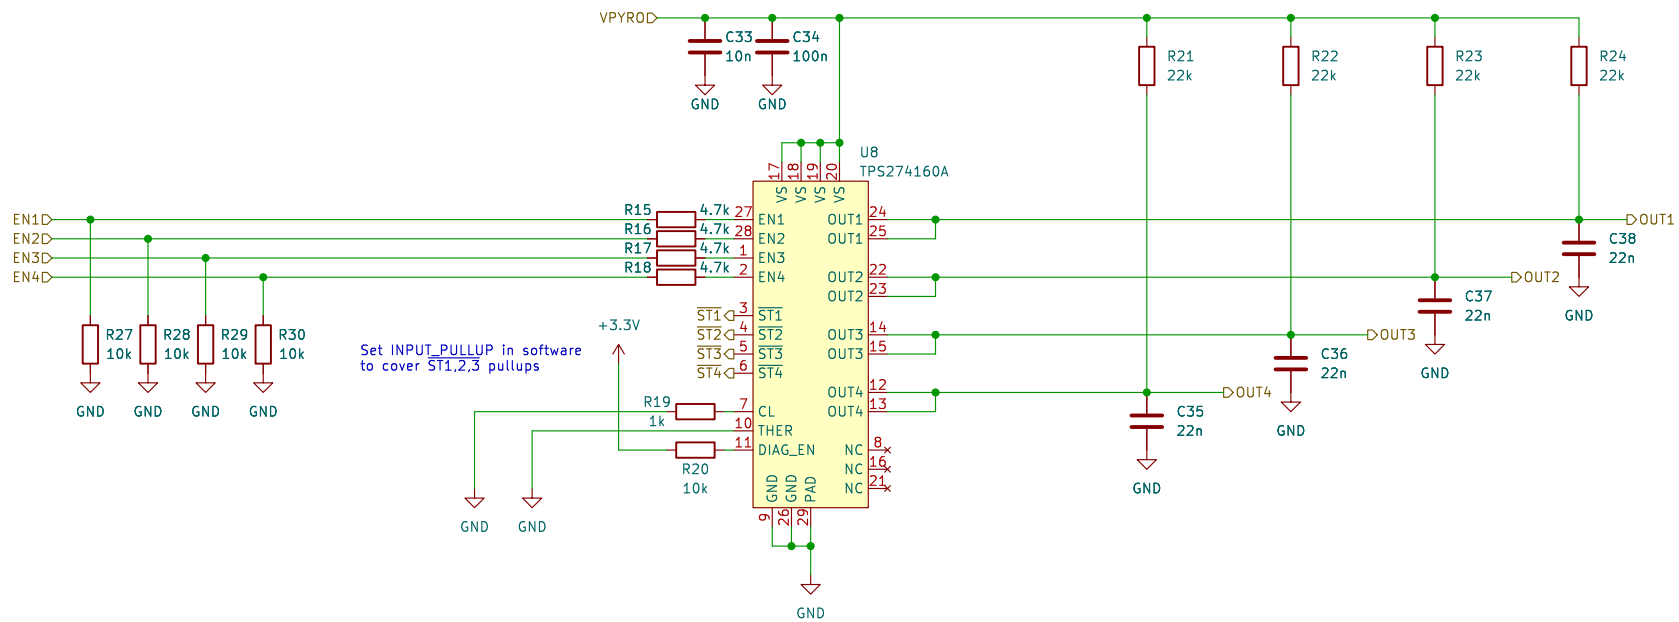 VPYRO
C33
10n
C34
100n
GND
GND
R21
22k
R22
22k
R23
22k
R24
22k
U8
TPS274160A
17
18
19
20
VS
VS
VS
VS
EN1
EN2
EN3
EN4
R15
4.7k
R16
4.7k
R17
4.7k
R18
4.7k
27
EN1
28
EN2
1
EN3
2
EN4
OUT1
24
OUT1
25
OUT2
22
OUT2
23
OUT3
14
OUT3
15
OUT4
12
OUT4
13
OUT1
C38
22n
GND
OUT2
C37
22n
GND
OUT3
C36
22n
GND
OUT4
C35
22n
GND
R27
10k
R28
10k
R29
10k
R30
10k
GND
GND
GND
GND
ST1
3
ST1
ST2
4
ST2
ST3
5
ST3
ST4
6
ST4
+3.3V
Set INPUT_PULLUP in software
to cover ST1,2,3 pullups
R19
1k
7
CL
10
THER
11
DIAG_EN
R20
10k
NC
8
NC
16
NC
21
GND
GND
PAD
9
26
29
GND
GND
GND